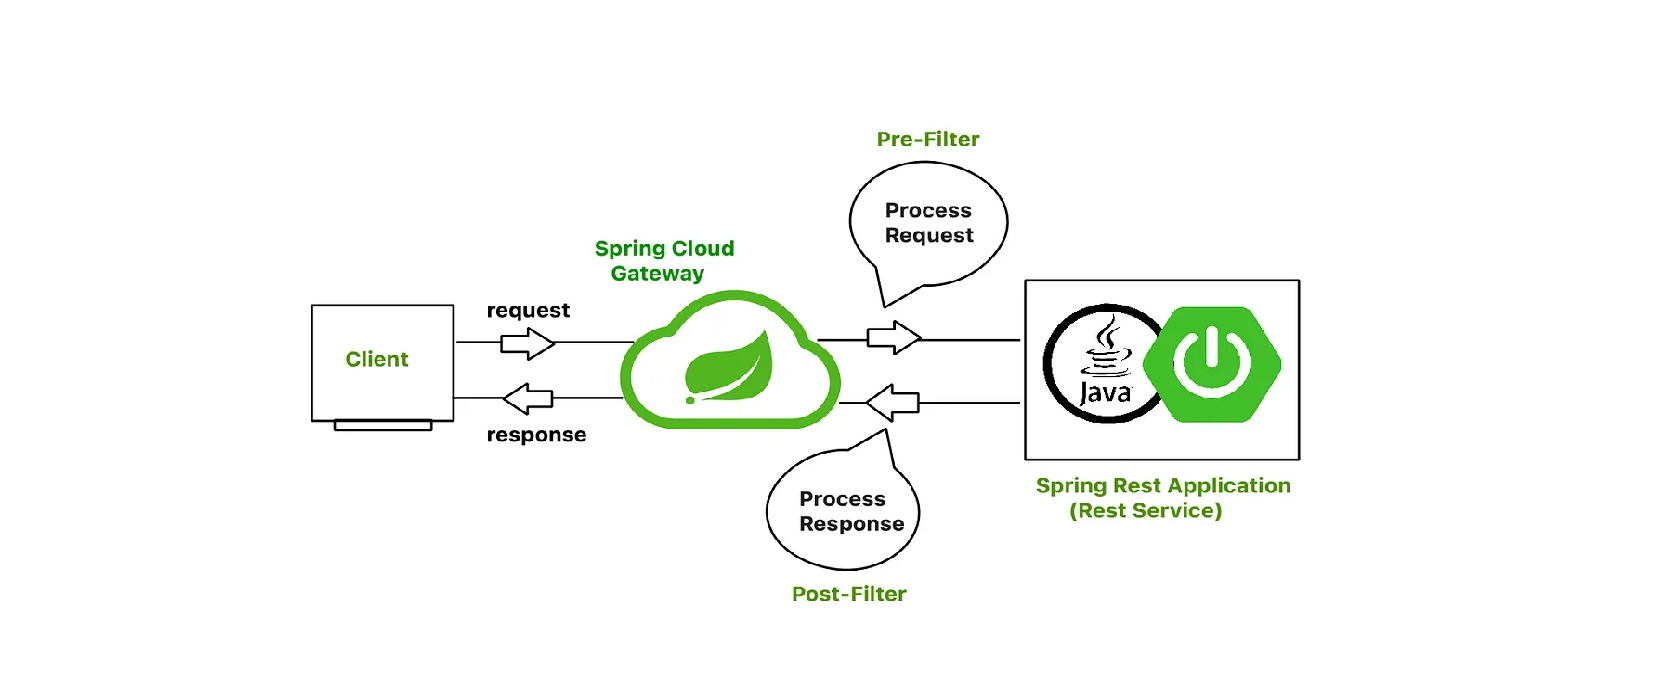 Pre-Filter
Process
Request
Spring Cloud
Gateway
request
Client
Java
response
Process
Response
Spring Rest Application
(Rest Service)
Post-Filter